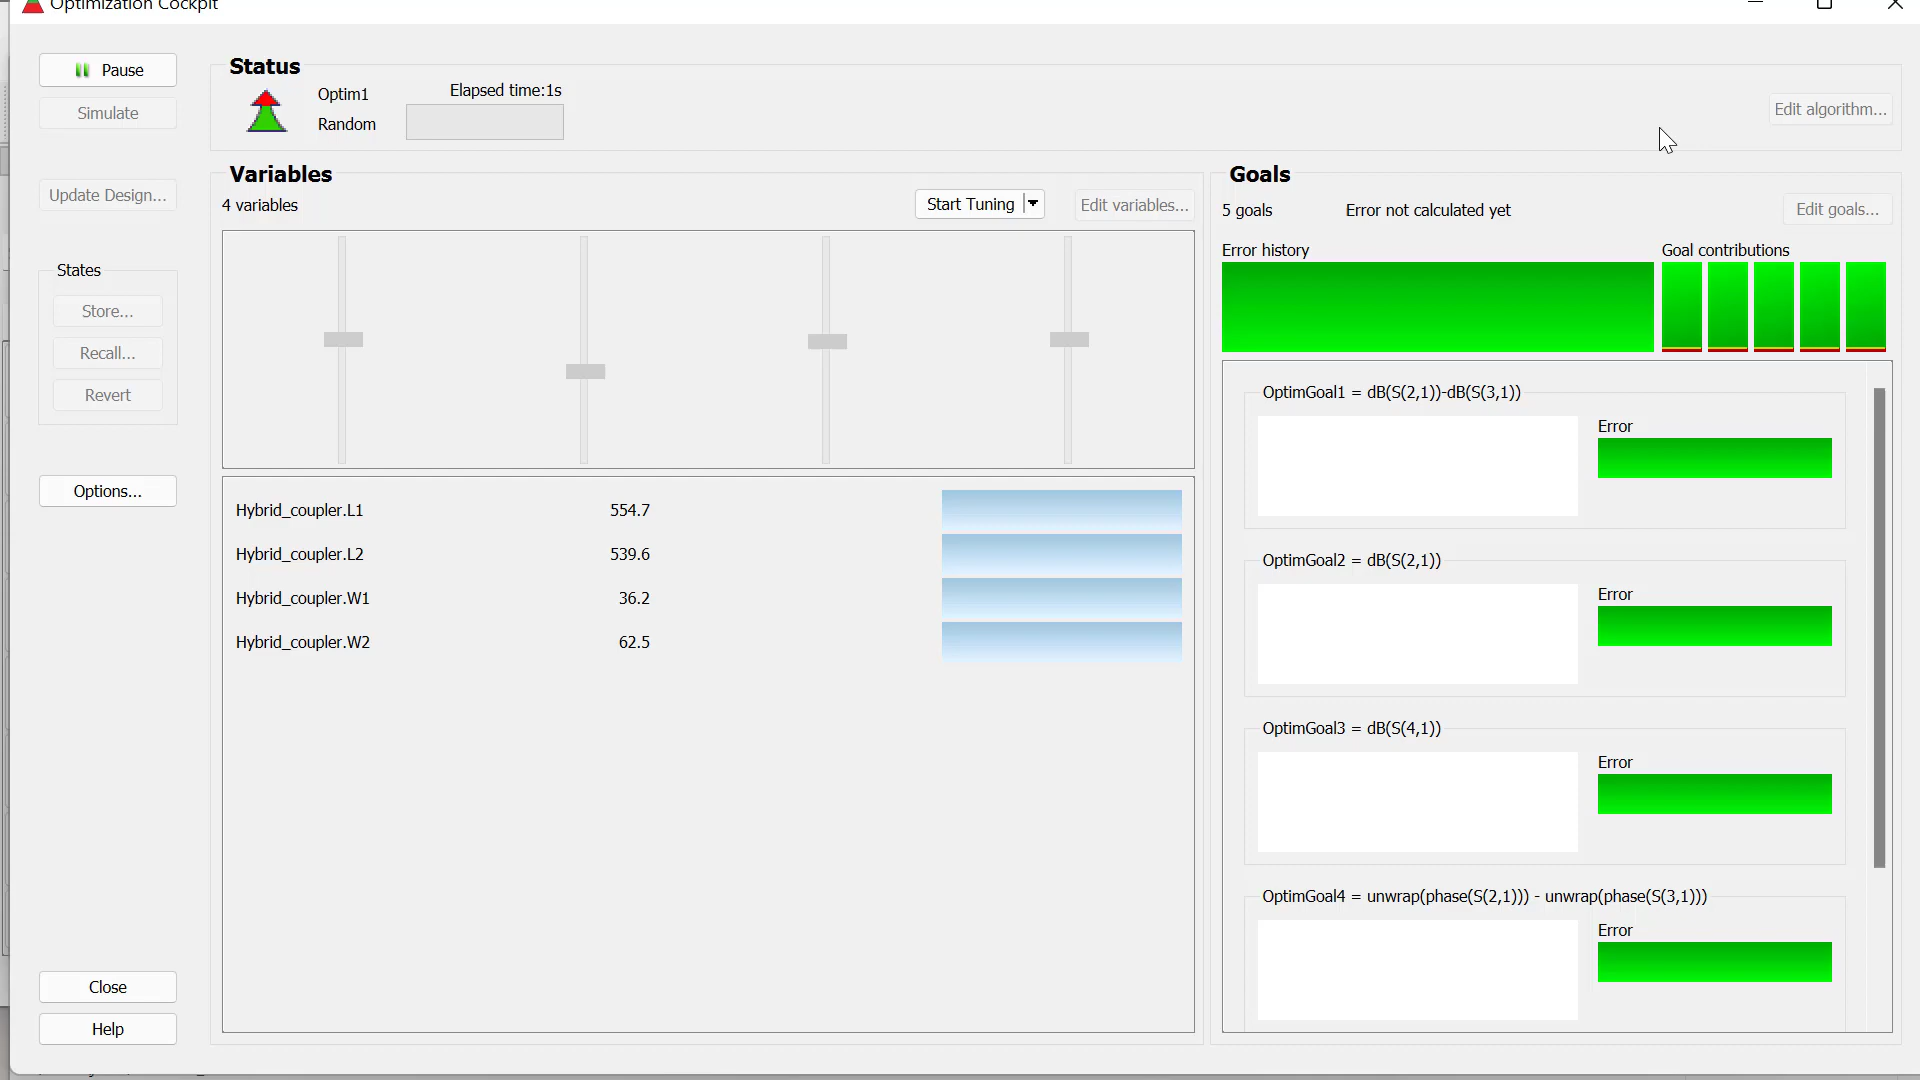 Optimization Cockpit
Pause
Simulate
Update Design...
States
Store...
Recall...
Revert
Options...
Close
Help
Status
Optim1
Random
Elapsed time:1s
Edit algorithm...
Variables
4 variables
Start Tuning
Edit variables...
Hybrid_coupler.L1 554.7
Hybrid_coupler.L2 539.6
Hybrid_coupler.W1 36.2
Hybrid_coupler.W2 62.5
Goals
5 goals
Error not calculated yet
Edit goals...
Error history
Goal contributions
OptimGoal1 = dB(S(2,1))-dB(S(3,1))
Error
OptimGoal2 = dB(S(2,1))
Error
OptimGoal3 = dB(S(4,1))
Error
OptimGoal4 = unwrap(phase(S(2,1))) - unwrap(phase(S(3,1)))
Error